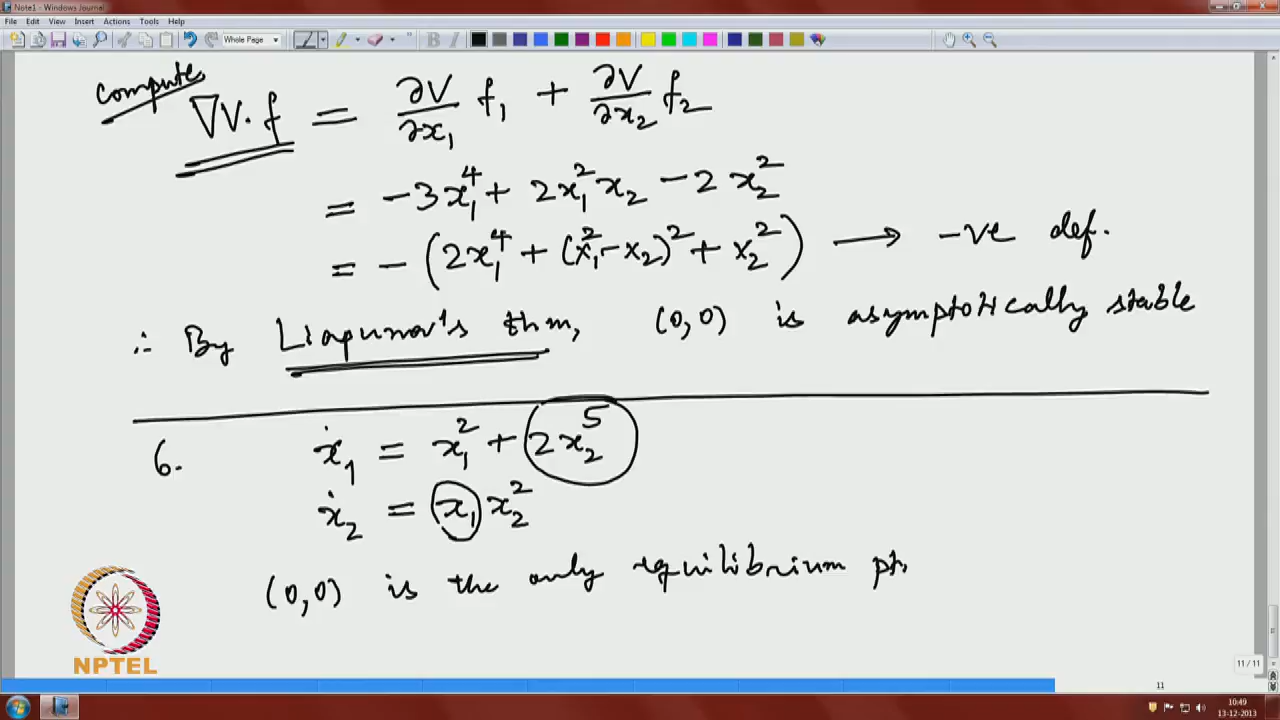 Note1 - Windows Journal
File Edit View Insert Actions Tools Help
Whole Page
B I
Compute
∇V·f = ∂V/∂x₁ f₁ + ∂V/∂x₂ f₂
= -3x₁⁴ + 2x₁²x₂ - 2x₂²
= -(2x₁⁴ + (x₁² - x₂)² + x₂²) → -ve def.
∴ By Liapunov's thm, (0,0) is asymptotically stable
6. ẋ₁ = x₁² + 2x₂⁵
ẋ₂ = x₁ x₂²
(0,0) is the only equilibrium pt.
NPTEL
11 / 11
11
10:49
13-12-2013